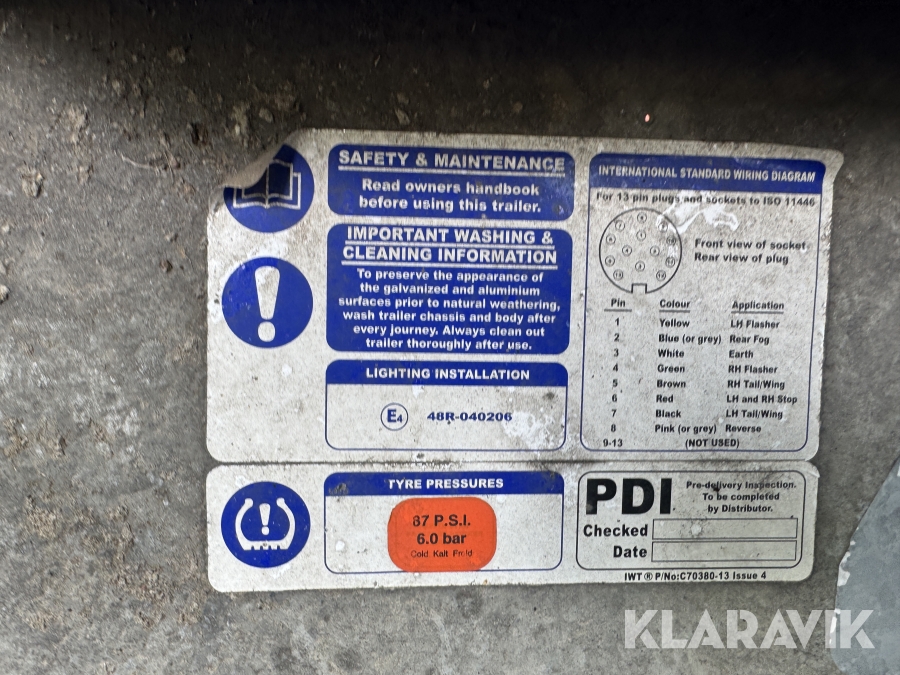 SAFETY & MAINTENANCE
Read owners handbook
before using this trailer.
IMPORTANT WASHING &
CLEANING INFORMATION
To preserve the appearance of
the galvanized and aluminium
surfaces prior to natural weathering,
wash trailer chassis and body after
every journey. Always clean out
trailer thoroughly after use.
LIGHTING INSTALLATION
E4 48R-040206
INTERNATIONAL STANDARD WIRING DIAGRAM
For 13 pin plugs and sockets to ISO 11446
Front view of socket
Rear view of plug
Pin Colour Application
1 Yellow LH Flasher
2 Blue (or grey) Rear Fog
3 White Earth
4 Green RH Flasher
5 Brown RH Tail/Wing
6 Red LH and RH Stop
7 Black LH Tail/Wing
8 Pink (or grey) Reverse
9-13 (NOT USED)
TYRE PRESSURES
87 P.S.I.
6.0 bar
Cold Kalt Froid
PDI
Pre-delivery Inspection.
To be completed
by Distributor.
Checked
Date
IWT ® P/No:C70380-13 Issue 4
KLARAVIK